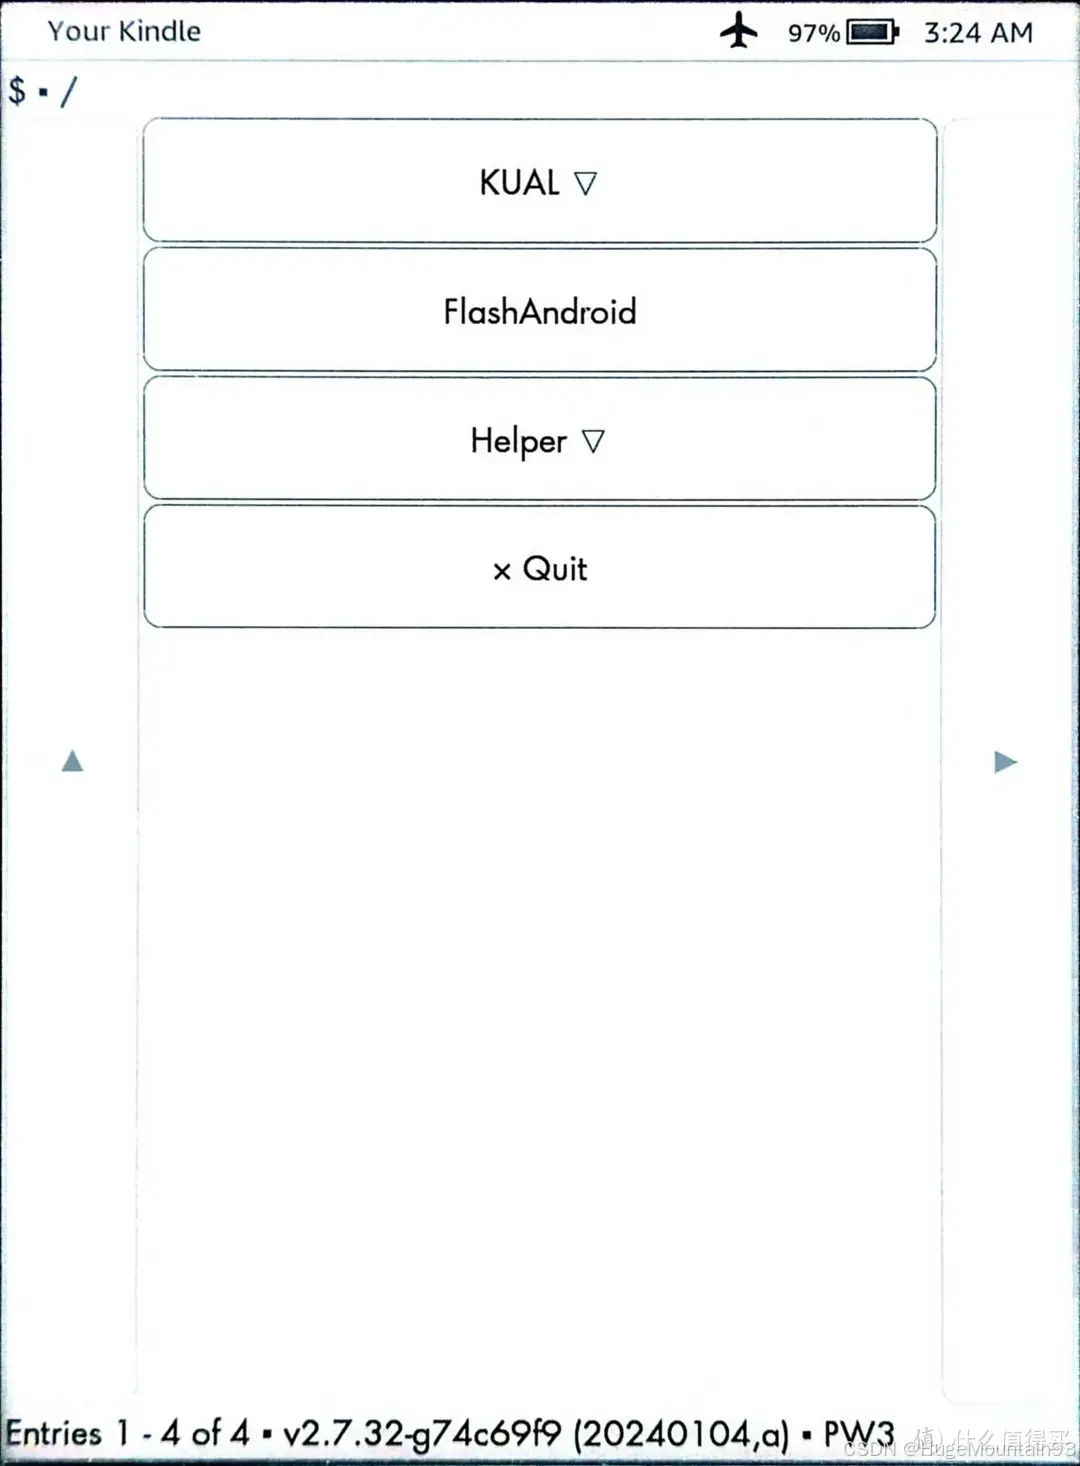 Your Kindle 97% 3:24 AM
$ ▪ /
KUAL ▽
FlashAndroid
Helper ▽
× Quit
Entries 1 - 4 of 4 ▪ v2.7.32-g74c69f9 (20240104,a) ▪ PW3
值 什么值得买
CSDN @HugeMountain93